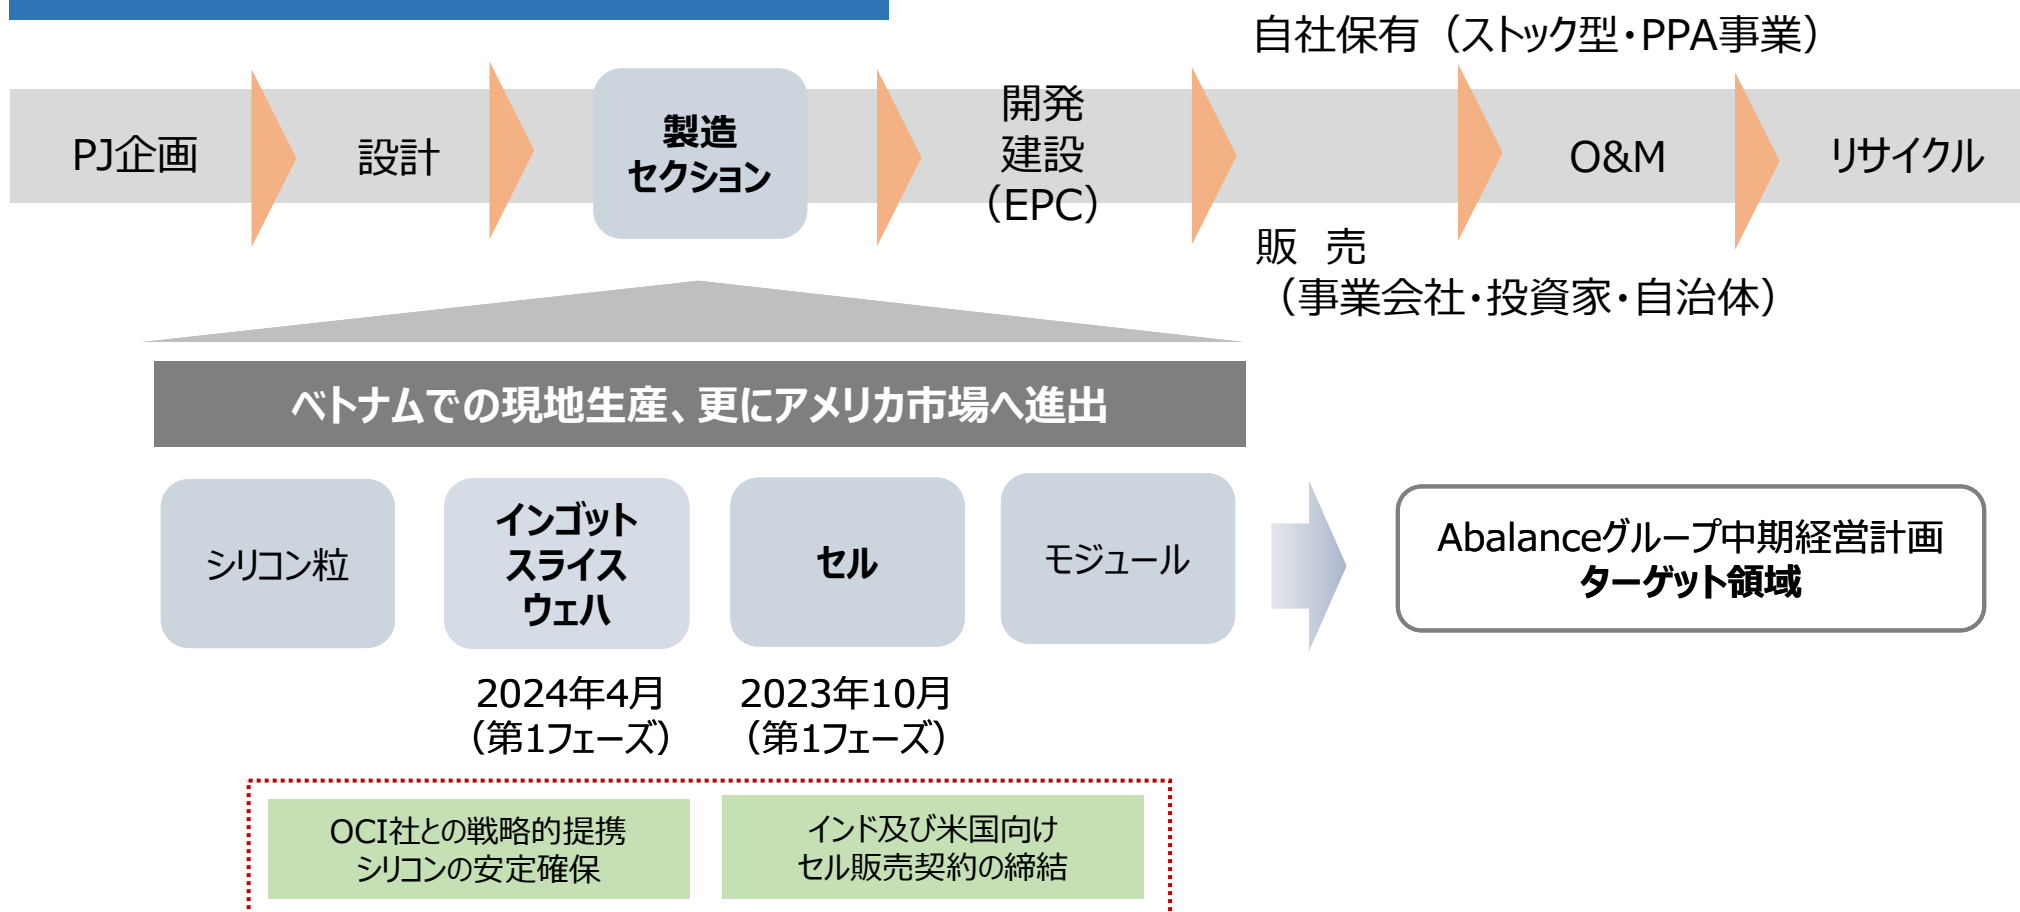 自社保有（ストック型・PPA事業）
PJ企画
設計
製造
セクション
開発
建設
（EPC）
O&M
リサイクル
販　売
（事業会社・投資家・自治体）
ベトナムでの現地生産、更にアメリカ市場へ進出
シリコン粒
インゴット
スライス
ウェハ
セル
モジュール
Abalanceグループ中期経営計画
ターゲット領域
2024年4月
（第1フェーズ）
2023年10月
（第1フェーズ）
OCI社との戦略的提携
シリコンの安定確保
インド及び米国向け
セル販売契約の締結